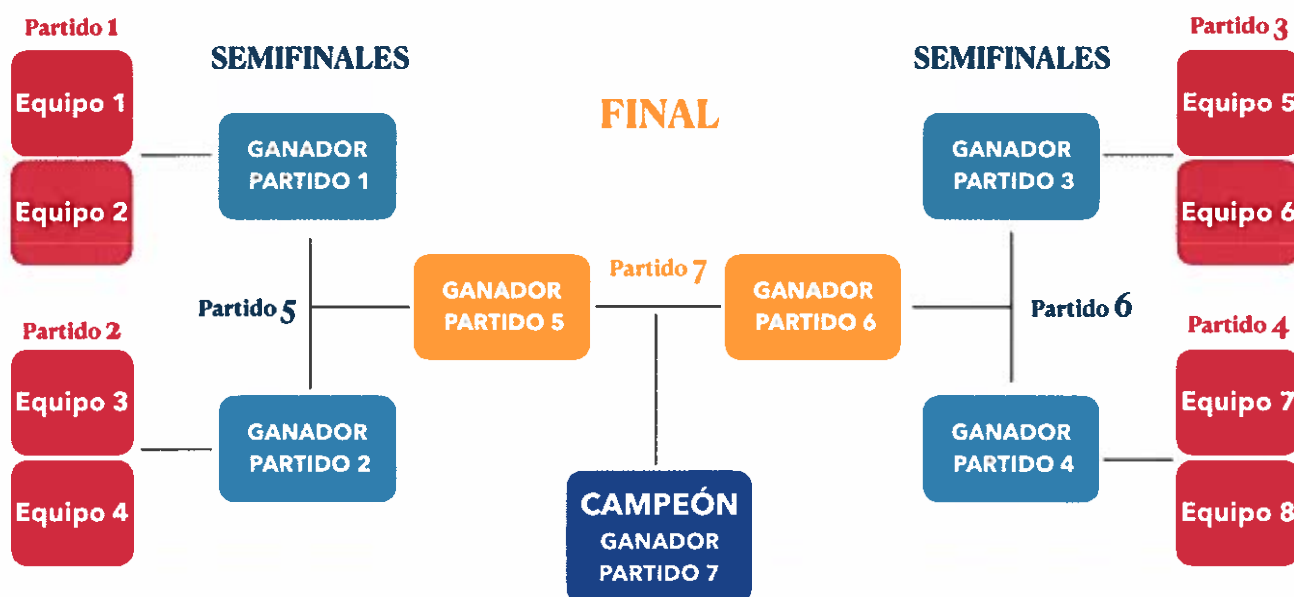 Partido 1
Equipo 1
Equipo 2
Partido 2
Equipo 3
Equipo 4
SEMIFINALES
GANADOR
PARTIDO 1
Partido 5
GANADOR
PARTIDO 2
FINAL
GANADOR
PARTIDO 5
Partido 7
GANADOR
PARTIDO 6
CAMPEÓN
GANADOR
PARTIDO 7
SEMIFINALES
GANADOR
PARTIDO 3
Partido 6
GANADOR
PARTIDO 4
Partido 3
Equipo 5
Equipo 6
Partido 4
Equipo 7
Equipo 8